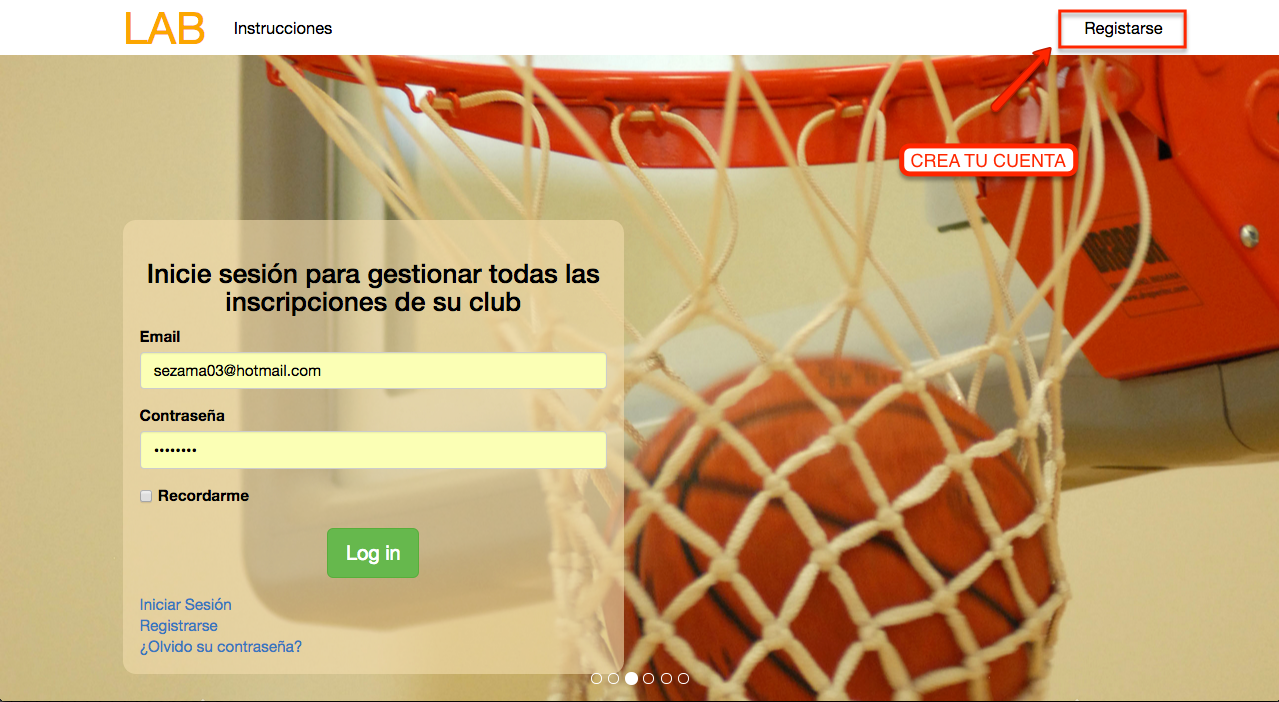 LAB
Instrucciones
Registarse
CREA TU CUENTA
Inicie sesión para gestionar todas las
inscripciones de su club
Email
sezama03@hotmail.com
Contraseña
••••••••
Recordarme
Log in
Iniciar Sesión
Registrarse
¿Olvido su contraseña?